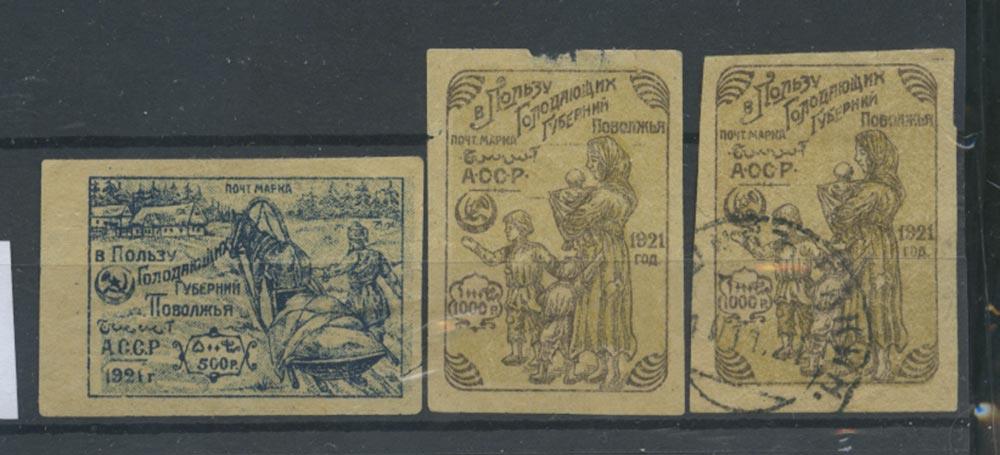 ПОЧТ. МАРКА
В ПОЛЬЗУ
ГОЛОДАЮЩИХ
ГУБЕРНИЙ
ПОВОЛЖЬЯ
А.С.С.Р
500 Р.
1921 г
В ПОЛЬЗУ
ГОЛОДАЮЩИХ
ГУБЕРНИЙ
ПОВОЛЖЬЯ
ПОЧТ. МАРКА
А·С·С·Р·
1921
ГОД.
1000 Р.
В ПОЛЬЗУ
ГОЛОДАЮЩИХ
ГУБЕРНИЙ
ПОВОЛЖЬЯ
ПОЧТ. МАРКА
А·С·С·Р·
1921
ГОД.
1000 Р.